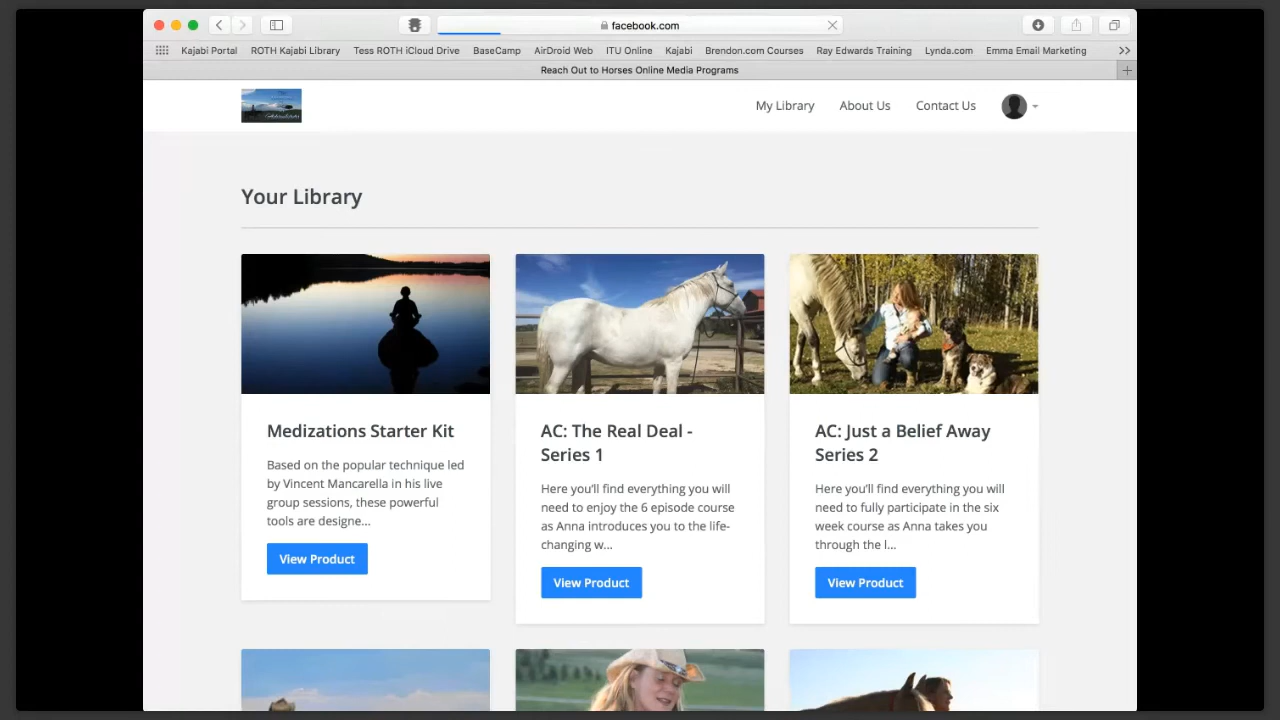 facebook.com
Kajabi Portal ROTH Kajabi Library Tess ROTH iCloud Drive BaseCamp AirDroid Web ITU Online Kajabi Brendon.com Courses Ray Edwards Training Lynda.com Emma Email Marketing
Reach Out to Horses Online Media Programs
My Library About Us Contact Us
Your Library
Medizations Starter Kit
Based on the popular technique led
by Vincent Mancarella in his live
group sessions, these powerful
tools are designe...
View Product
AC: The Real Deal -
Series 1
Here you’ll find everything you will
need to enjoy the 6 episode course
as Anna introduces you to the life-
changing w...
View Product
AC: Just a Belief Away
Series 2
Here you’ll find everything you will
need to fully participate in the six
week course as Anna takes you
through the l...
View Product